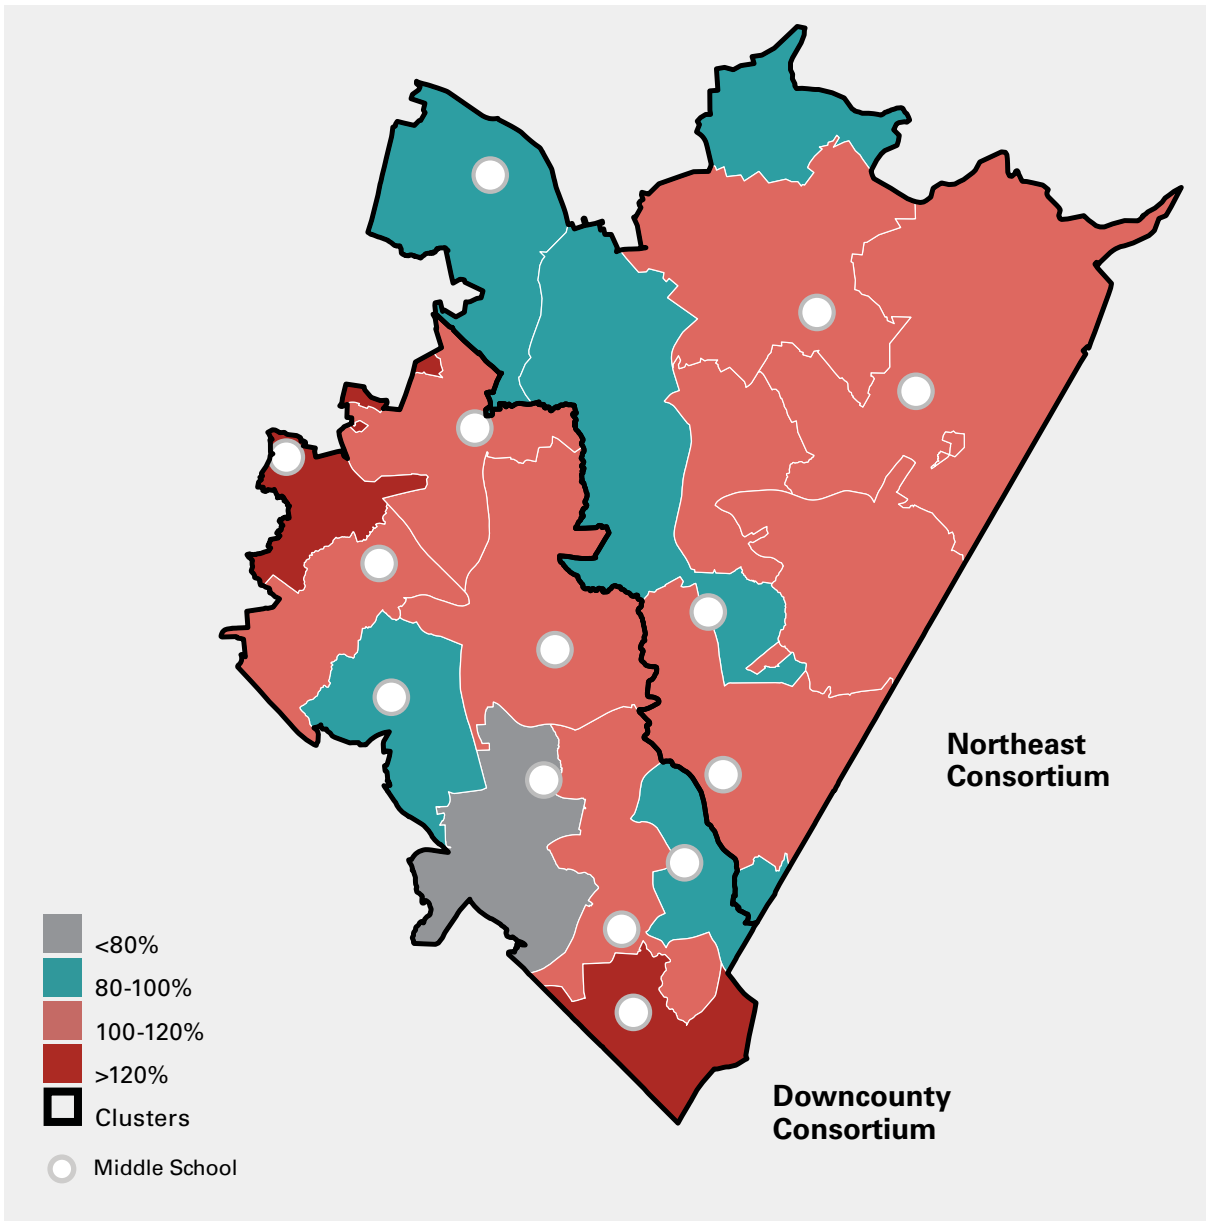 Northeast
Consortium
<80%
80-100%
100-120%
>120%
Clusters
Middle School
Downcounty
Consortium